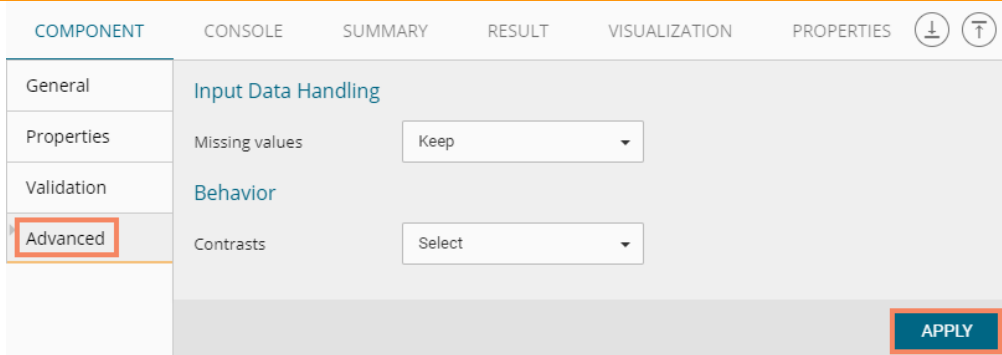 COMPONENT CONSOLE SUMMARY RESULT VISUALIZATION PROPERTIES
General
Properties
Validation
Advanced
Input Data Handling
Missing values Keep
Behavior
Contrasts Select
APPLY